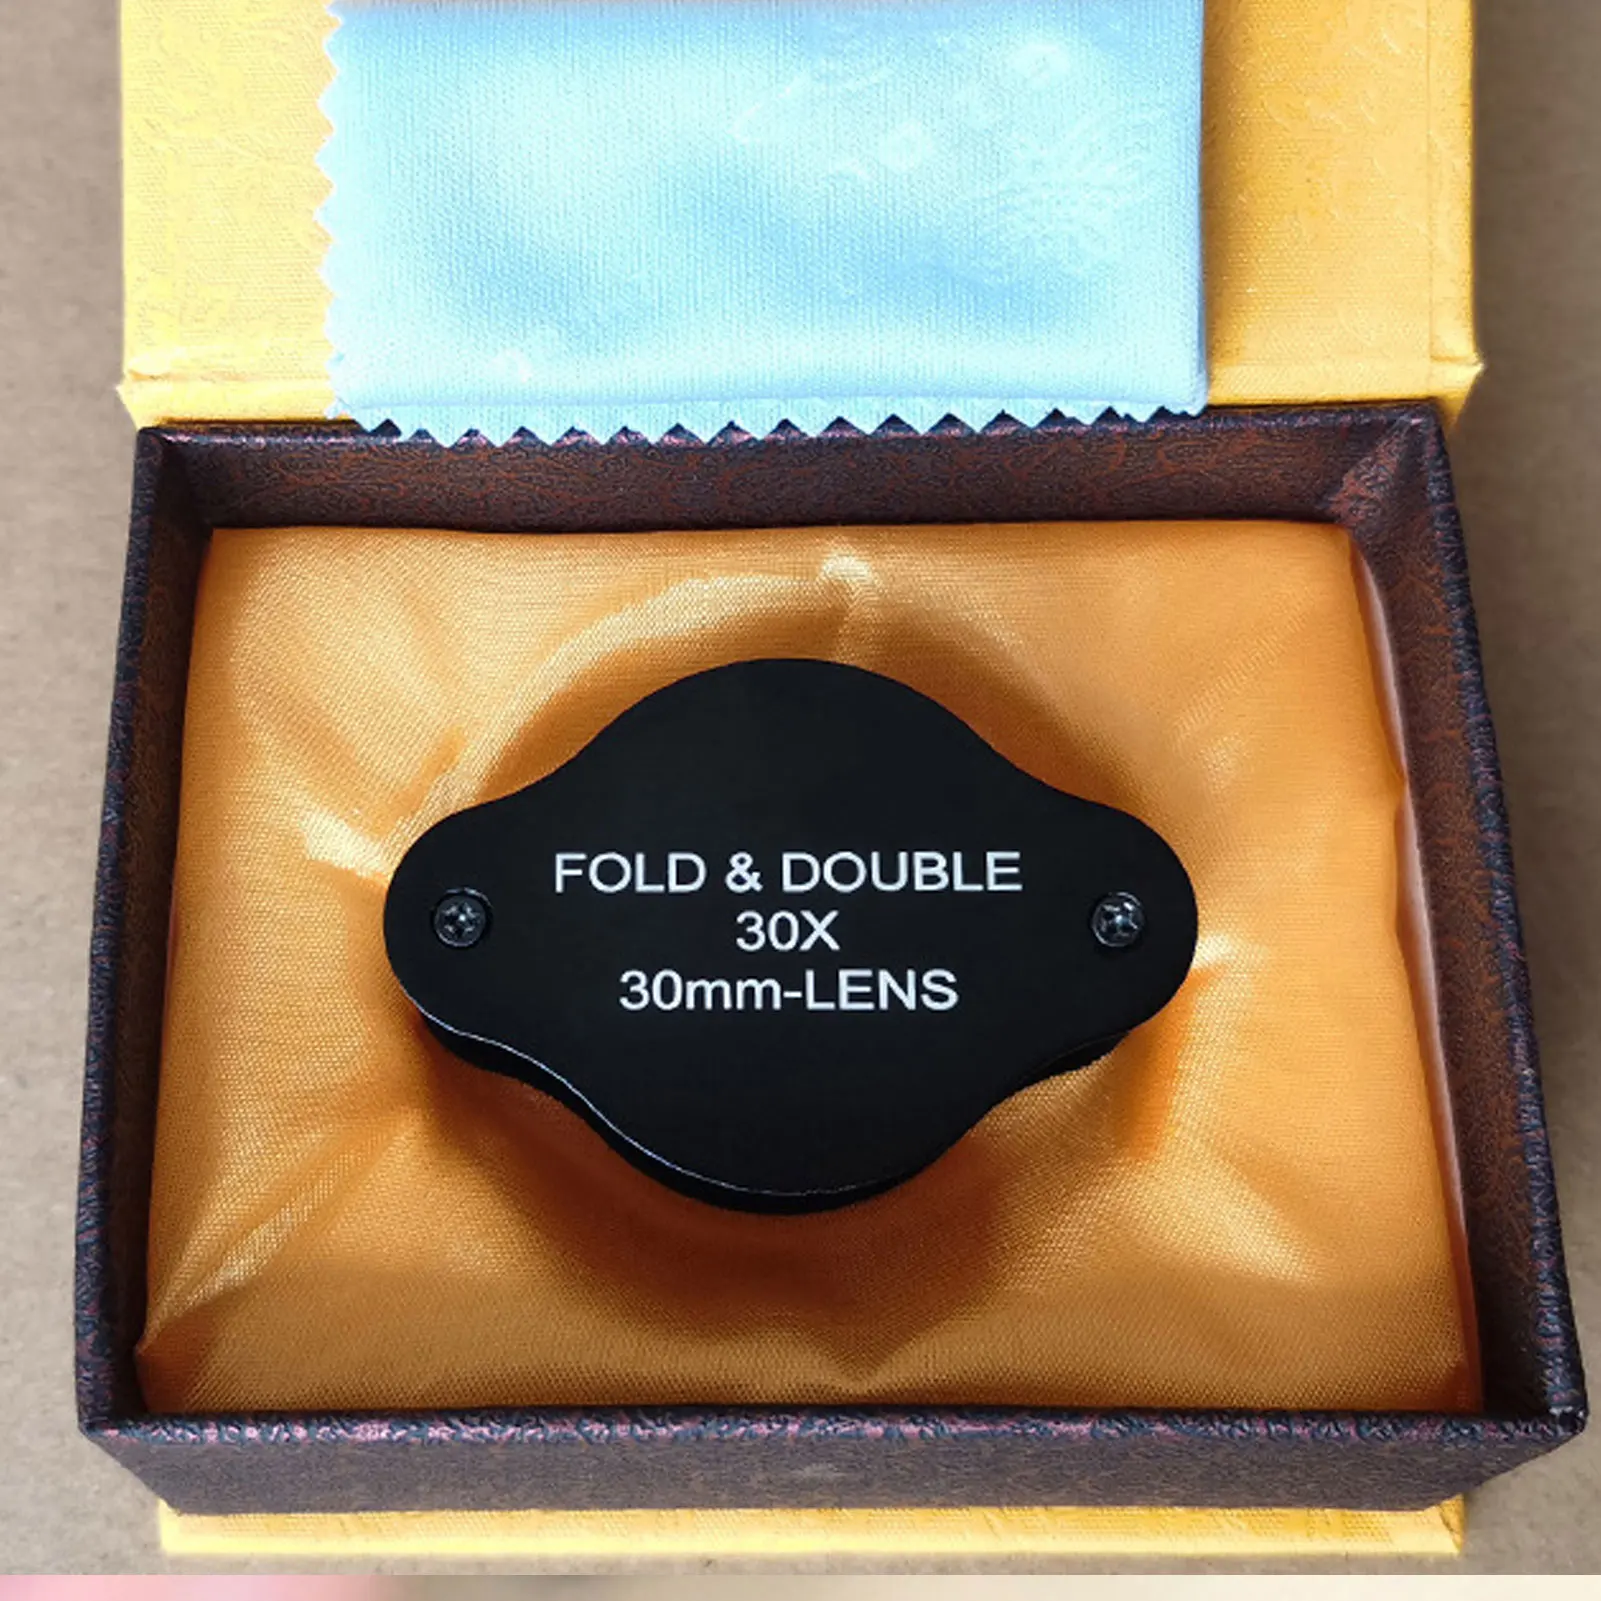 FOLD & DOUBLE
30X
30mm-LENS